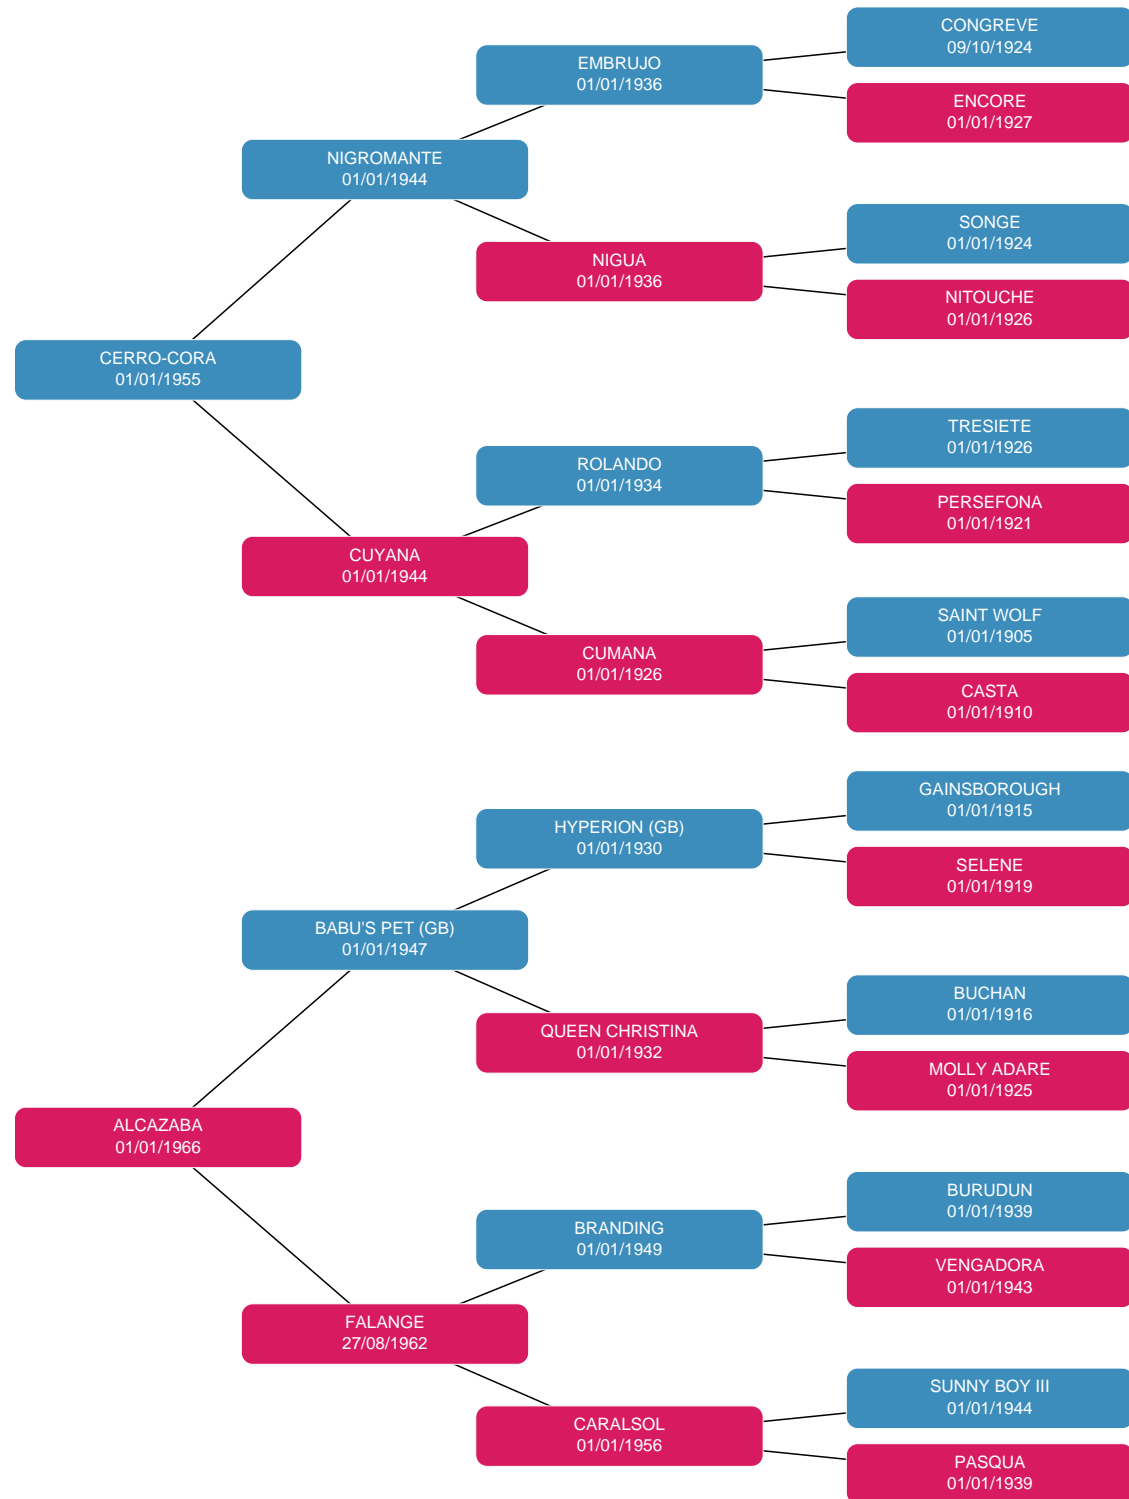 CONGREVE
09/10/1924
EMBRUJO
01/01/1936
ENCORE
01/01/1927
NIGROMANTE
01/01/1944
SONGE
01/01/1924
NIGUA
01/01/1936
NITOUCHE
01/01/1926
CERRO-CORA
01/01/1955
TRESIETE
01/01/1926
ROLANDO
01/01/1934
PERSEFONA
01/01/1921
CUYANA
01/01/1944
SAINT WOLF
01/01/1905
CUMANA
01/01/1926
CASTA
01/01/1910
GAINSBOROUGH
01/01/1915
HYPERION (GB)
01/01/1930
SELENE
01/01/1919
BABU'S PET (GB)
01/01/1947
BUCHAN
01/01/1916
QUEEN CHRISTINA
01/01/1932
MOLLY ADARE
01/01/1925
ALCAZABA
01/01/1966
BURUDUN
01/01/1939
BRANDING
01/01/1949
VENGADORA
01/01/1943
FALANGE
27/08/1962
SUNNY BOY III
01/01/1944
CARALSOL
01/01/1956
PASQUA
01/01/1939